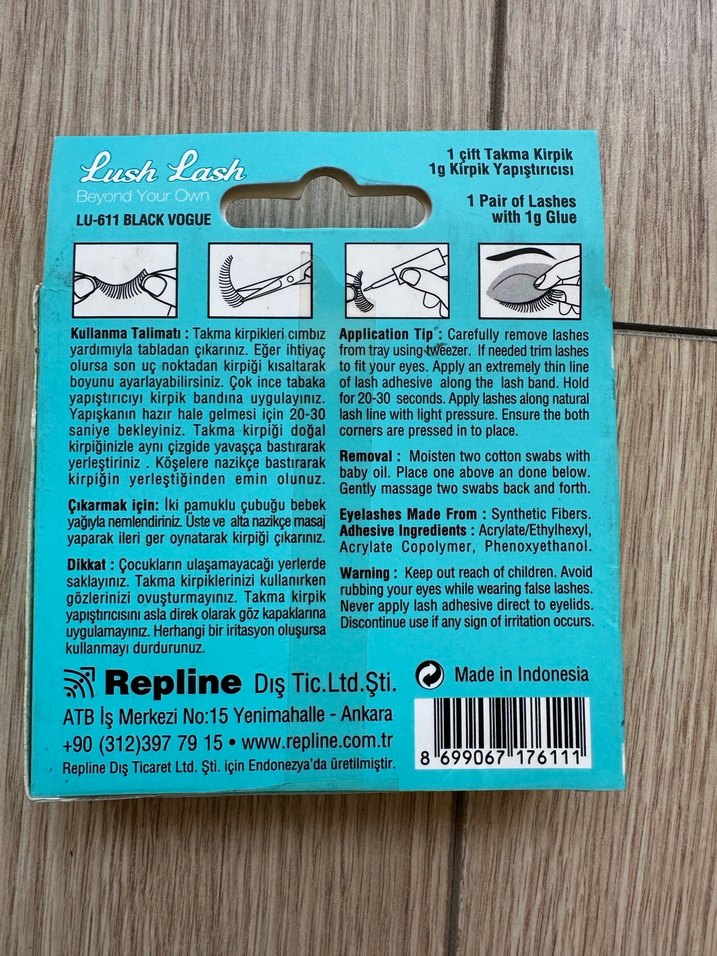 Lush Lash
Beyond Your Own
LU-611 BLACK VOGUE
1 çift Takma Kirpik
1g Kirpik Yapıştırıcısı
1 Pair of Lashes
with 1g Glue
Kullanma Talimatı : Takma kirpikleri cımbız
yardımıyla tabladan çıkarınız. Eğer ihtiyaç
olursa son uç noktadan kirpiği kısaltarak
boyunu ayarlayabilirsiniz. Çok ince tabaka
yapıştırıcıyı kirpik bandına uygulayınız.
Yapışkanın hazır hale gelmesi için 20-30
saniye bekleyiniz. Takma kirpiği doğal
kirpiğinizle aynı çizgide yavaşça bastırarak
yerleştiriniz . Köşelere nazikçe bastırarak
kirpiğin yerleştiğinden emin olunuz.
Çıkarmak için: İki pamuklu çubuğu bebek
yağıyla nemlendiriniz. Üste ve alta nazikçe masaj
yaparak ileri ger oynatarak kirpiği çıkarınız.
Dikkat : Çocukların ulaşamayacağı yerlerde
saklayınız. Takma kirpiklerinizi kullanırken
gözlerinizi ovuşturmayınız. Takma kirpik
yapıştırıcısını asla direk olarak göz kapaklarına
uygulamayınız. Herhangi bir iritasyon oluşursa
kullanmayı durdurunuz.
Application Tip : Carefully remove lashes
from tray using tweezer. If needed trim lashes
to fit your eyes. Apply an extremely thin line
of lash adhesive along the lash band. Hold
for 20-30 seconds. Apply lashes along natural
lash line with light pressure. Ensure the both
corners are pressed in to place.
Removal : Moisten two cotton swabs with
baby oil. Place one above an done below.
Gently massage two swabs back and forth.
Eyelashes Made From : Synthetic Fibers.
Adhesive Ingredients : Acrylate/Ethylhexyl,
Acrylate Copolymer, Phenoxyethanol.
Warning : Keep out reach of children. Avoid
rubbing your eyes while wearing false lashes.
Never apply lash adhesive direct to eyelids.
Discontinue use if any sign of irritation occurs.
Repline Dış Tic.Ltd.Şti.
ATB İş Merkezi No:15 Yenimahalle - Ankara
+90 (312)397 79 15 • www.repline.com.tr
Repline Dış Ticaret Ltd. Şti. için Endonezya'da üretilmiştir.
Made in Indonesia
8 699067 176111